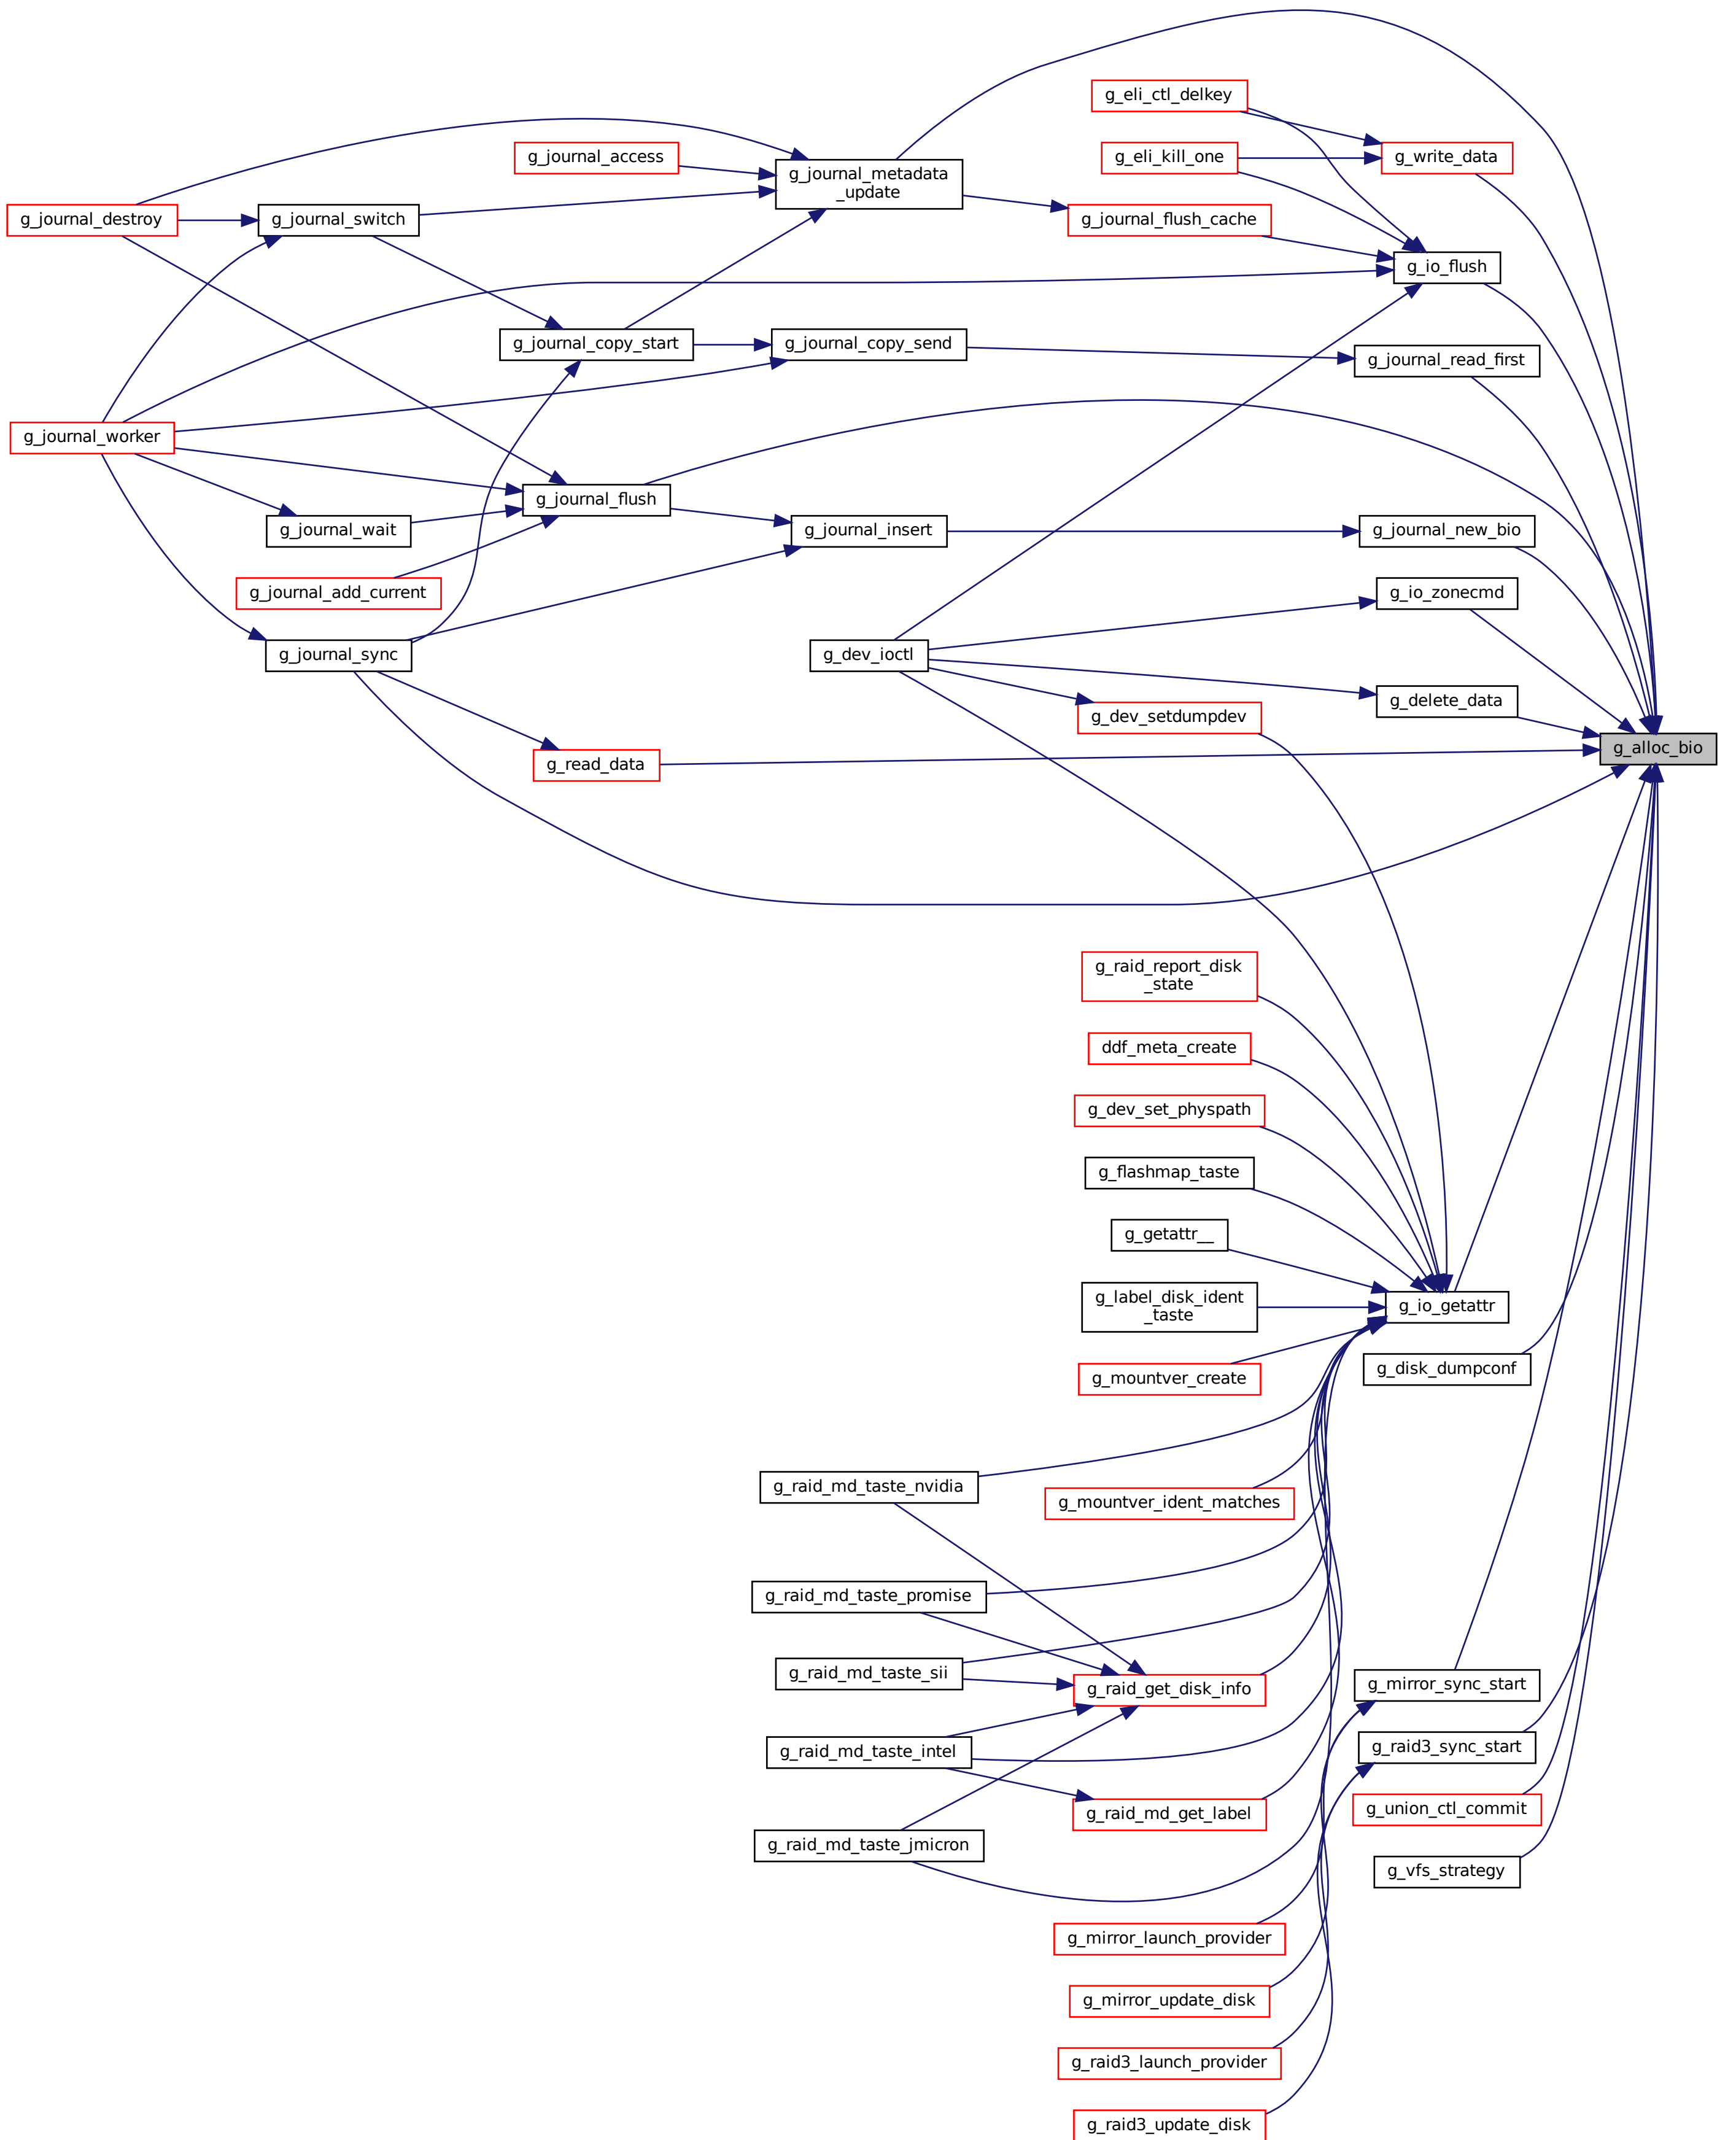 g_eli_ctl_delkey
g_journal_access
g_eli_kill_one
g_write_data
g_journal_metadata
_update
g_journal_destroy
g_journal_switch
g_journal_flush_cache
g_io_flush
g_journal_copy_start
g_journal_copy_send
g_journal_read_first
g_journal_worker
g_journal_flush
g_journal_wait
g_journal_insert
g_journal_new_bio
g_journal_add_current
g_io_zonecmd
g_journal_sync
g_dev_ioctl
g_delete_data
g_dev_setdumpdev
g_alloc_bio
g_read_data
g_raid_report_disk
_state
ddf_meta_create
g_dev_set_physpath
g_flashmap_taste
g_getattr__
g_label_disk_ident
_taste
g_io_getattr
g_mountver_create
g_disk_dumpconf
g_raid_md_taste_nvidia
g_mountver_ident_matches
g_raid_md_taste_promise
g_raid_md_taste_sii
g_raid_get_disk_info
g_mirror_sync_start
g_raid_md_taste_intel
g_raid3_sync_start
g_raid_md_get_label
g_union_ctl_commit
g_raid_md_taste_jmicron
g_vfs_strategy
g_mirror_launch_provider
g_mirror_update_disk
g_raid3_launch_provider
g_raid3_update_disk